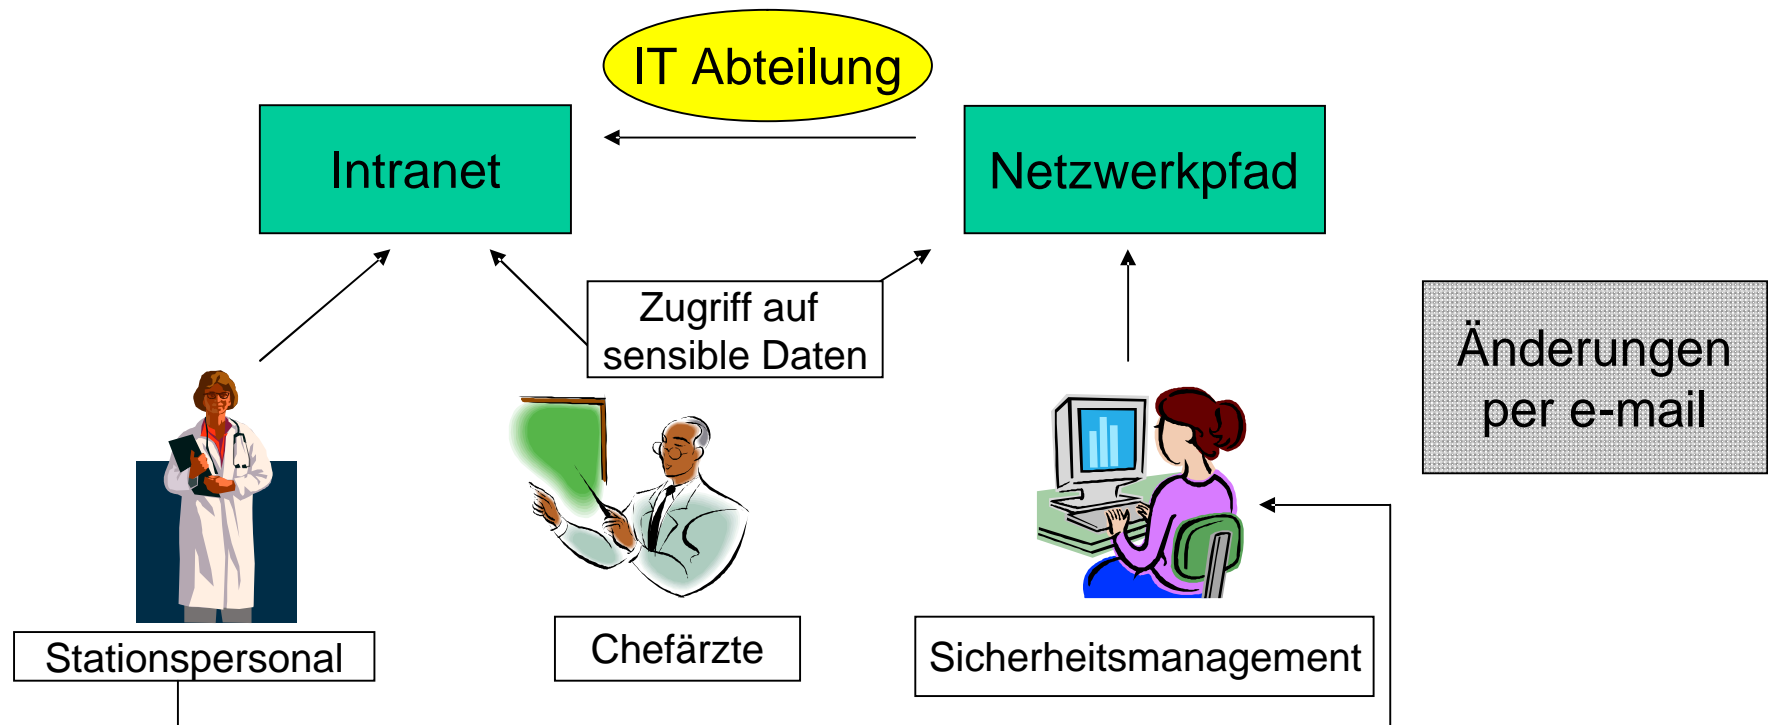 IT Abteilung
Intranet
Netzwerkpfad
Zugriff auf
sensible Daten
Änderungen
per e-mail
Stationspersonal
Chefärzte
Sicherheitsmanagement